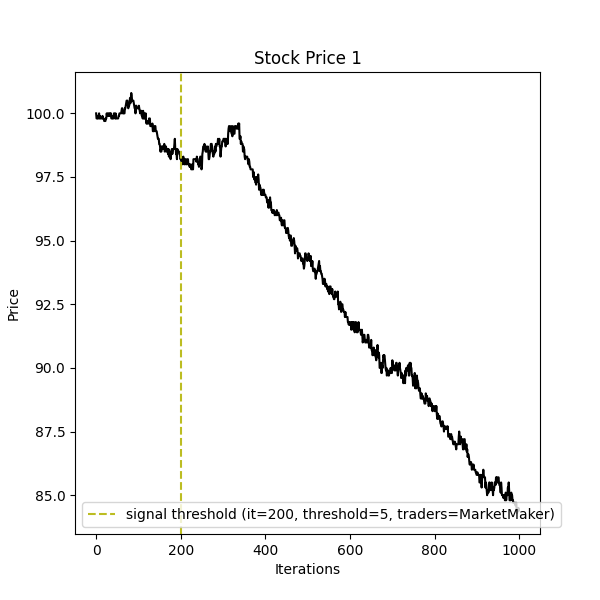 Stock Price 1
Price
100.0
97.5
95.0
92.5
90.0
87.5
85.0
signal threshold (it=200, threshold=5, traders=MarketMaker)
0 200 400 600 800 1000
Iterations